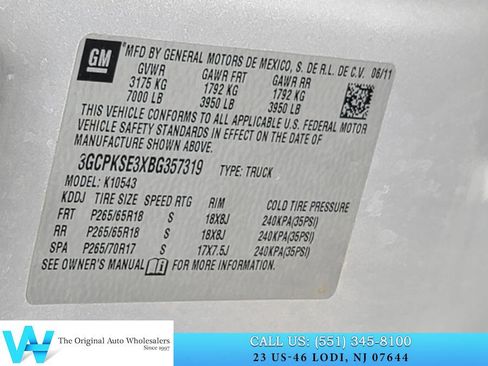 GM
MFD BY GENERAL MOTORS DE MEXICO, S. DE R.L. DE C.V. 06/11
GVWR GAWR FRT GAWR RR
3175 KG 1792 KG 1792 KG
7000 LB 3950 LB 3950 LB
THIS VEHICLE CONFORMS TO ALL APPLICABLE U.S. FEDERAL MOTOR
VEHICLE SAFETY STANDARDS IN EFFECT ON THE DATE OF
MANUFACTURE SHOWN ABOVE.
3GCPKSE3XBG357319 TYPE: TRUCK
MODEL: K10543
KDDJ TIRE SIZE SPEED RTG RIM COLD TIRE PRESSURE
FRT P265/65R18 S 18X8J 240KPA(35PSI)
RR P265/65R18 S 18X8J 240KPA(35PSI)
SPA P265/70R17 S 17X7.5J 240KPA(35PSI)
SEE OWNER'S MANUAL FOR MORE INFORMATION.
W
The Original Auto Wholesalers
Since 1997
CALL US: (551) 345-8100
23 US-46 LODI, NJ 07644